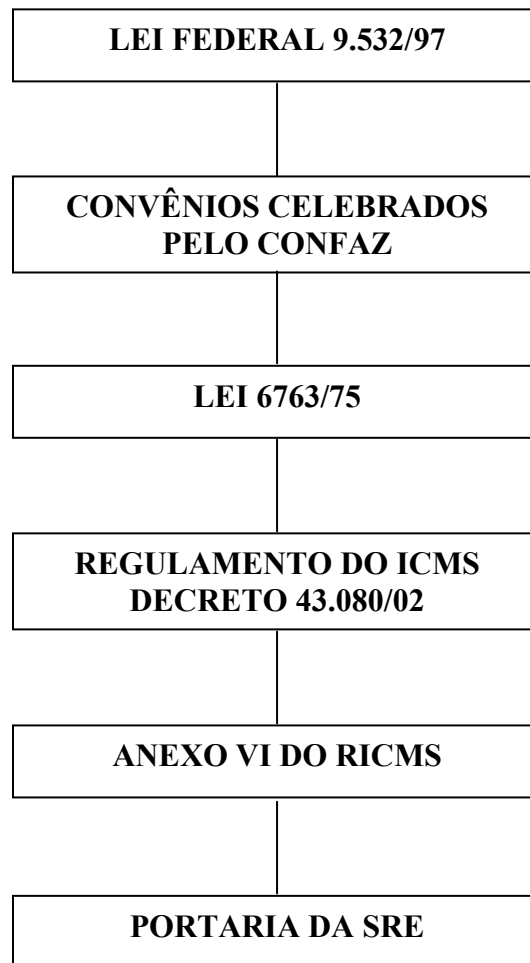 LEI FEDERAL 9.532/97
CONVÊNIOS CELEBRADOS
PELO CONFAZ
LEI 6763/75
REGULAMENTO DO ICMS
DECRETO 43.080/02
ANEXO VI DO RICMS
PORTARIA DA SRE